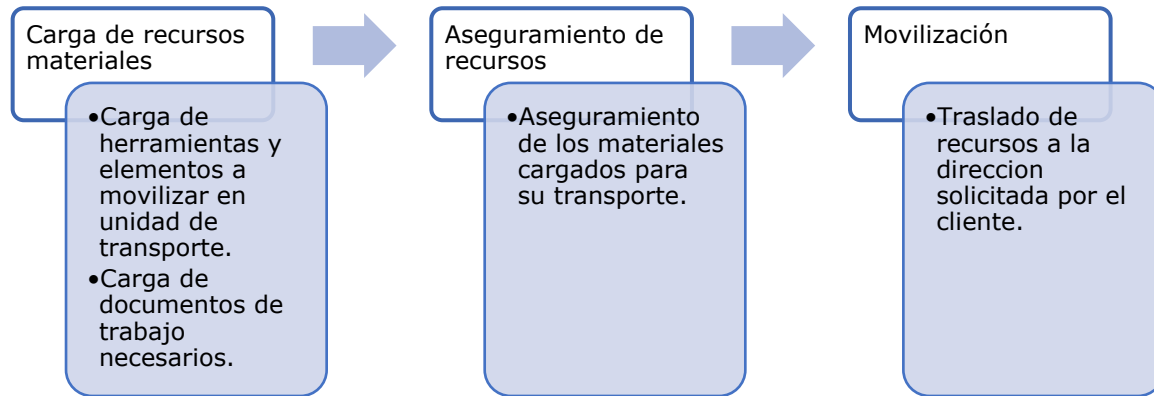 Carga de recursos
materiales
•Carga de
herramientas y
elementos a
movilizar en
unidad de
transporte.
•Carga de
documentos de
trabajo
necesarios.
Aseguramiento de
recursos
•Aseguramiento
de los materiales
cargados para
su transporte.
Movilización
•Traslado de
recursos a la
direccion
solicitada por el
cliente.